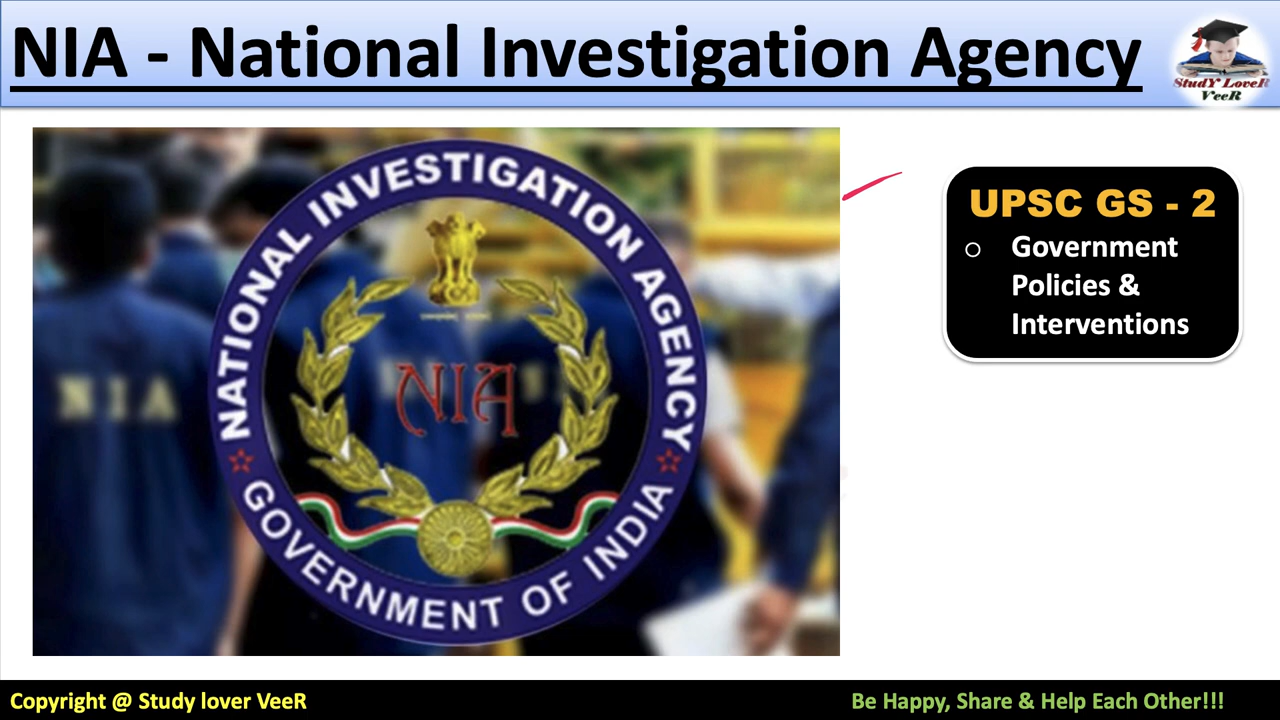 NIA - National Investigation Agency
StudY LoveR
VeeR
NATIONAL INVESTIGATION AGENCY
NIA
NIA
GOVERNMENT OF INDIA
UPSC GS - 2
Government
Policies &
Interventions
Copyright @ Study lover VeeR
Be Happy, Share & Help Each Other!!!